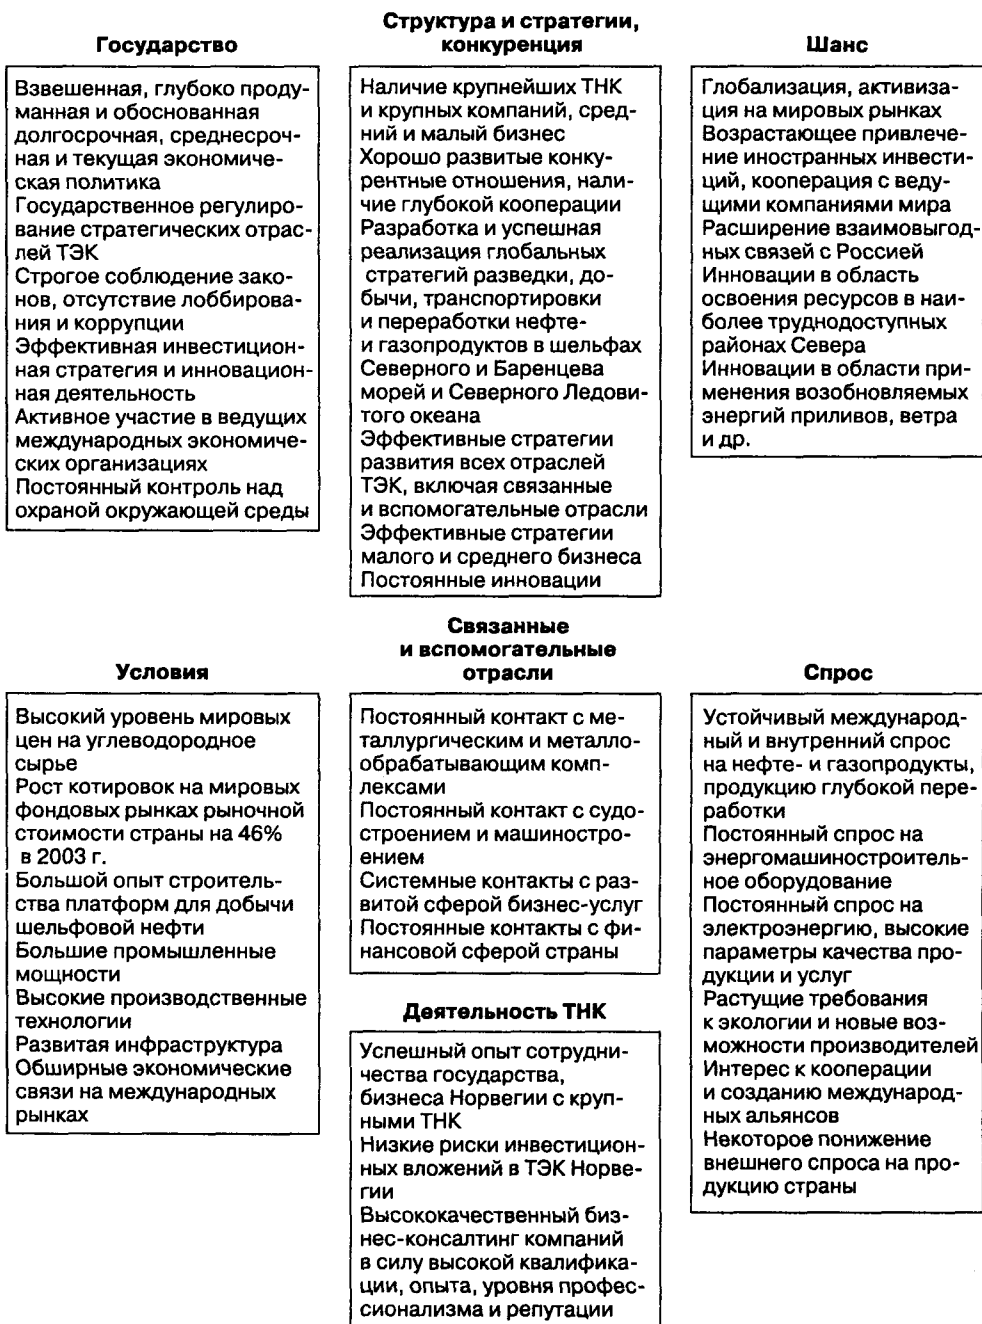 Государство
Взвешенная, глубоко проду-
манная и обоснованная
долгосрочная, среднесроч-
ная и текущая экономиче-
ская политика
Государственное регулиро-
вание стратегических отрас-
лей ТЭК
Строгое соблюдение зако-
нов, отсутствие лоббирова-
ния и коррупции
Эффективная инвестицион-
ная стратегия и инновацион-
ная деятельность
Активное участие в ведущих
международных экономиче-
ских организациях
Постоянный контроль над
охраной окружающей среды
Структура и стратегии,
конкуренция
Наличие крупнейших ТНК
и крупных компаний, сред-
ний и малый бизнес
Хорошо развитые конку-
рентные отношения, нали-
чие глубокой кооперации
Разработка и успешная
реализация глобальных
стратегий разведки, до-
бычи, транспортировки
и переработки нефте-
и газопродуктов в шельфах
Северного и Баренцева
морей и Северного Ледови-
того океана
Эффективные стратегии
развития всех отраслей
ТЭК, включая связанные
и вспомогательные отрасли
Эффективные стратегии
малого и среднего бизнеса
Постоянные инновации
Шанс
Глобализация, активиза-
ция на мировых рынках
Возрастающее привлече-
ние иностранных инвести-
ций, кооперация с веду-
щими компаниями мира
Расширение взаимовыгод-
ных связей с Россией
Инновации в область
освоения ресурсов в наи-
более труднодоступных
районах Севера
Инновации в области при-
менения возобновляемых
энергий приливов, ветра
и др.
Условия
Высокий уровень мировых
цен на углеводородное
сырье
Рост котировок на мировых
фондовых рынках рыночной
стоимости страны на 46%
в 2003 г.
Большой опыт строитель-
ства платформ для добычи
шельфовой нефти
Большие промышленные
мощности
Высокие производственные
технологии
Развитая инфраструктура
Обширные экономические
связи на международных
рынках
Связанные
и вспомогательные
отрасли
Постоянный контакт с ме-
таллургическим и металло-
обрабатывающим комп-
лексами
Постоянный контакт с судо-
строением и машиностро-
ением
Системные контакты с раз-
витой сферой бизнес-услуг
Постоянные контакты с фи-
нансовой сферой страны
Деятельность ТНК
Успешный опыт сотрудни-
чества государства,
бизнеса Норвегии с круп-
ными ТНК
Низкие риски инвестицион-
ных вложений в ТЭК Норве-
гии
Высококачественный биз-
нес-консалтинг компаний
в силу высокой квалифика-
ции, опыта, уровня профес-
сионализма и репутации
Спрос
Устойчивый международ-
ный и внутренний спрос
на нефте- и газопродукты,
продукцию глубокой пере-
работки
Постоянный спрос на
энергомашиностроитель-
ное оборудование
Постоянный спрос на
электроэнергию, высокие
параметры качества про-
дукции и услуг
Растущие требования
к экологии и новые воз-
можности производителей
Интерес к кооперации
и созданию международ-
ных альянсов
Некоторое понижение
внешнего спроса на про-
дукцию страны